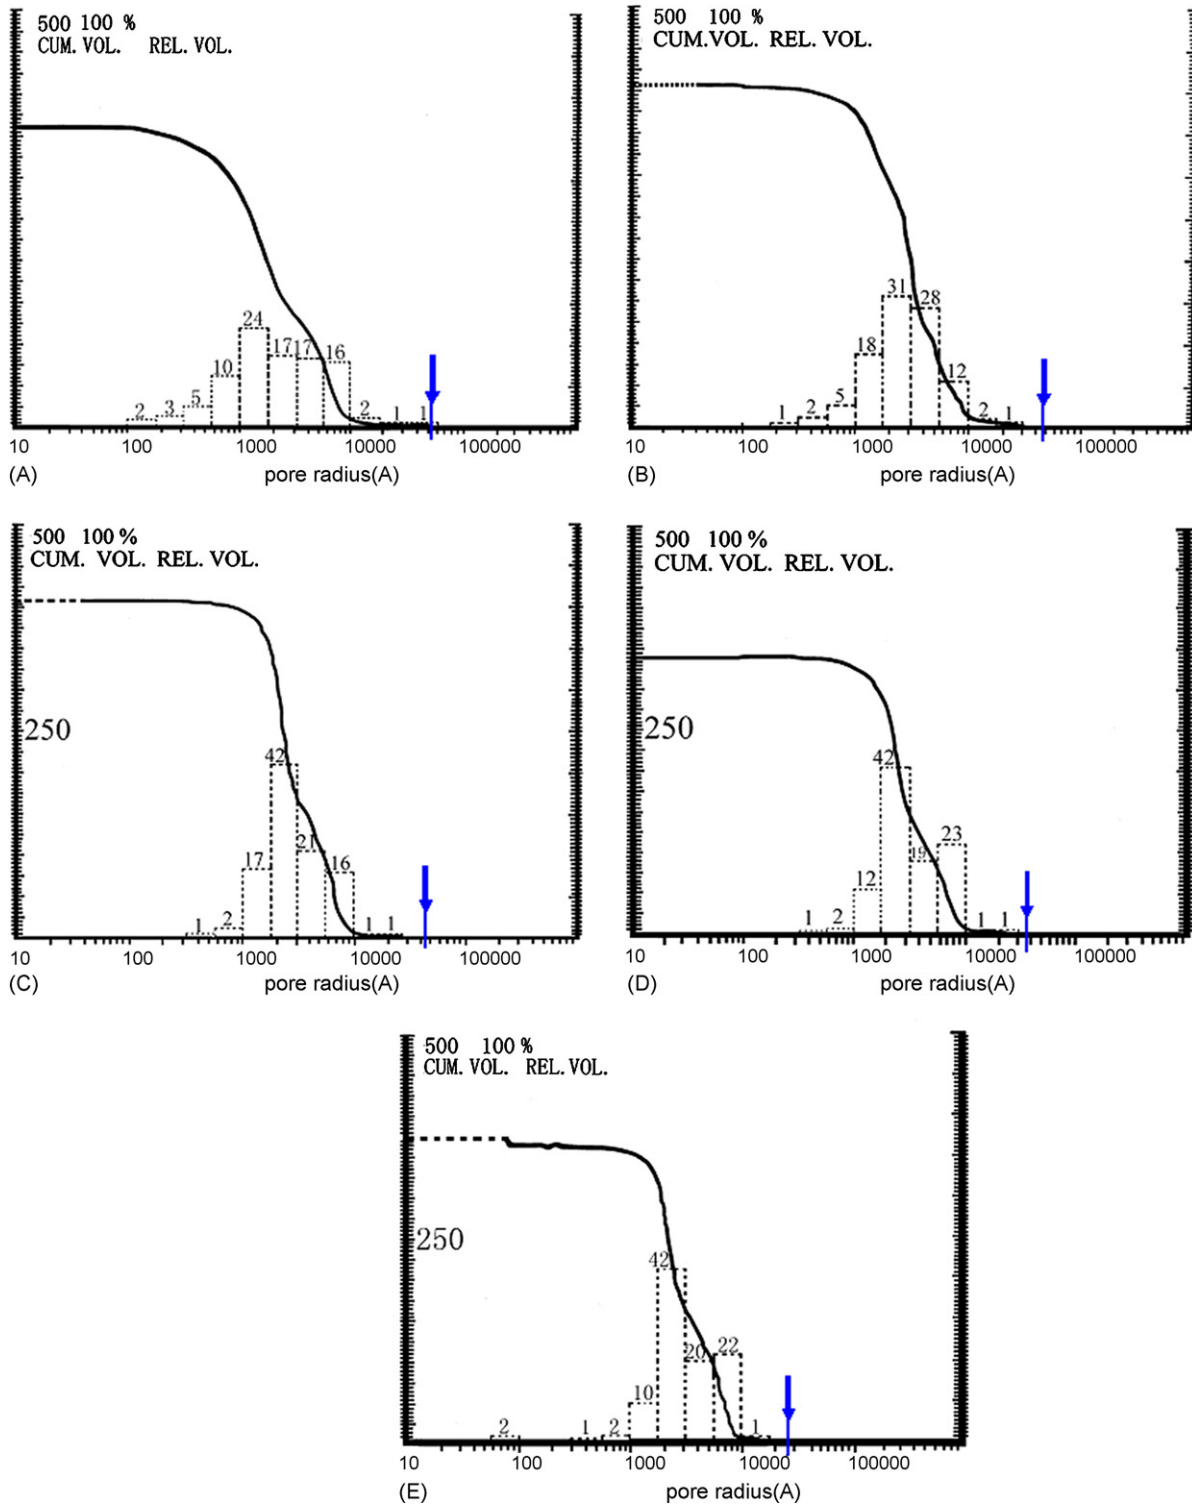 500 100 %
CUM. VOL. REL. VOL.
24
17
17
16
10
5
3
2
2
1
1
10 100 1000 10000 100000
(A) pore radius(A)
500 100 %
CUM.VOL. REL. VOL.
31
28
18
12
5
2
1
2
1
10 100 1000 10000 100000
(B) pore radius(A)
500 100 %
CUM. VOL. REL. VOL.
250
42
21
17
16
2
1
1
1
10 100 1000 10000 100000
(C) pore radius(A)
500 100 %
CUM. VOL. REL. VOL.
250
42
23
19
12
1
2
1
1
10 100 1000 10000 100000
(D) pore radius(A)
500 100 %
CUM. VOL. REL. VOL.
250
42
20
22
10
2
1
2
1
10 100 1000 10000 100000
(E) pore radius(A)